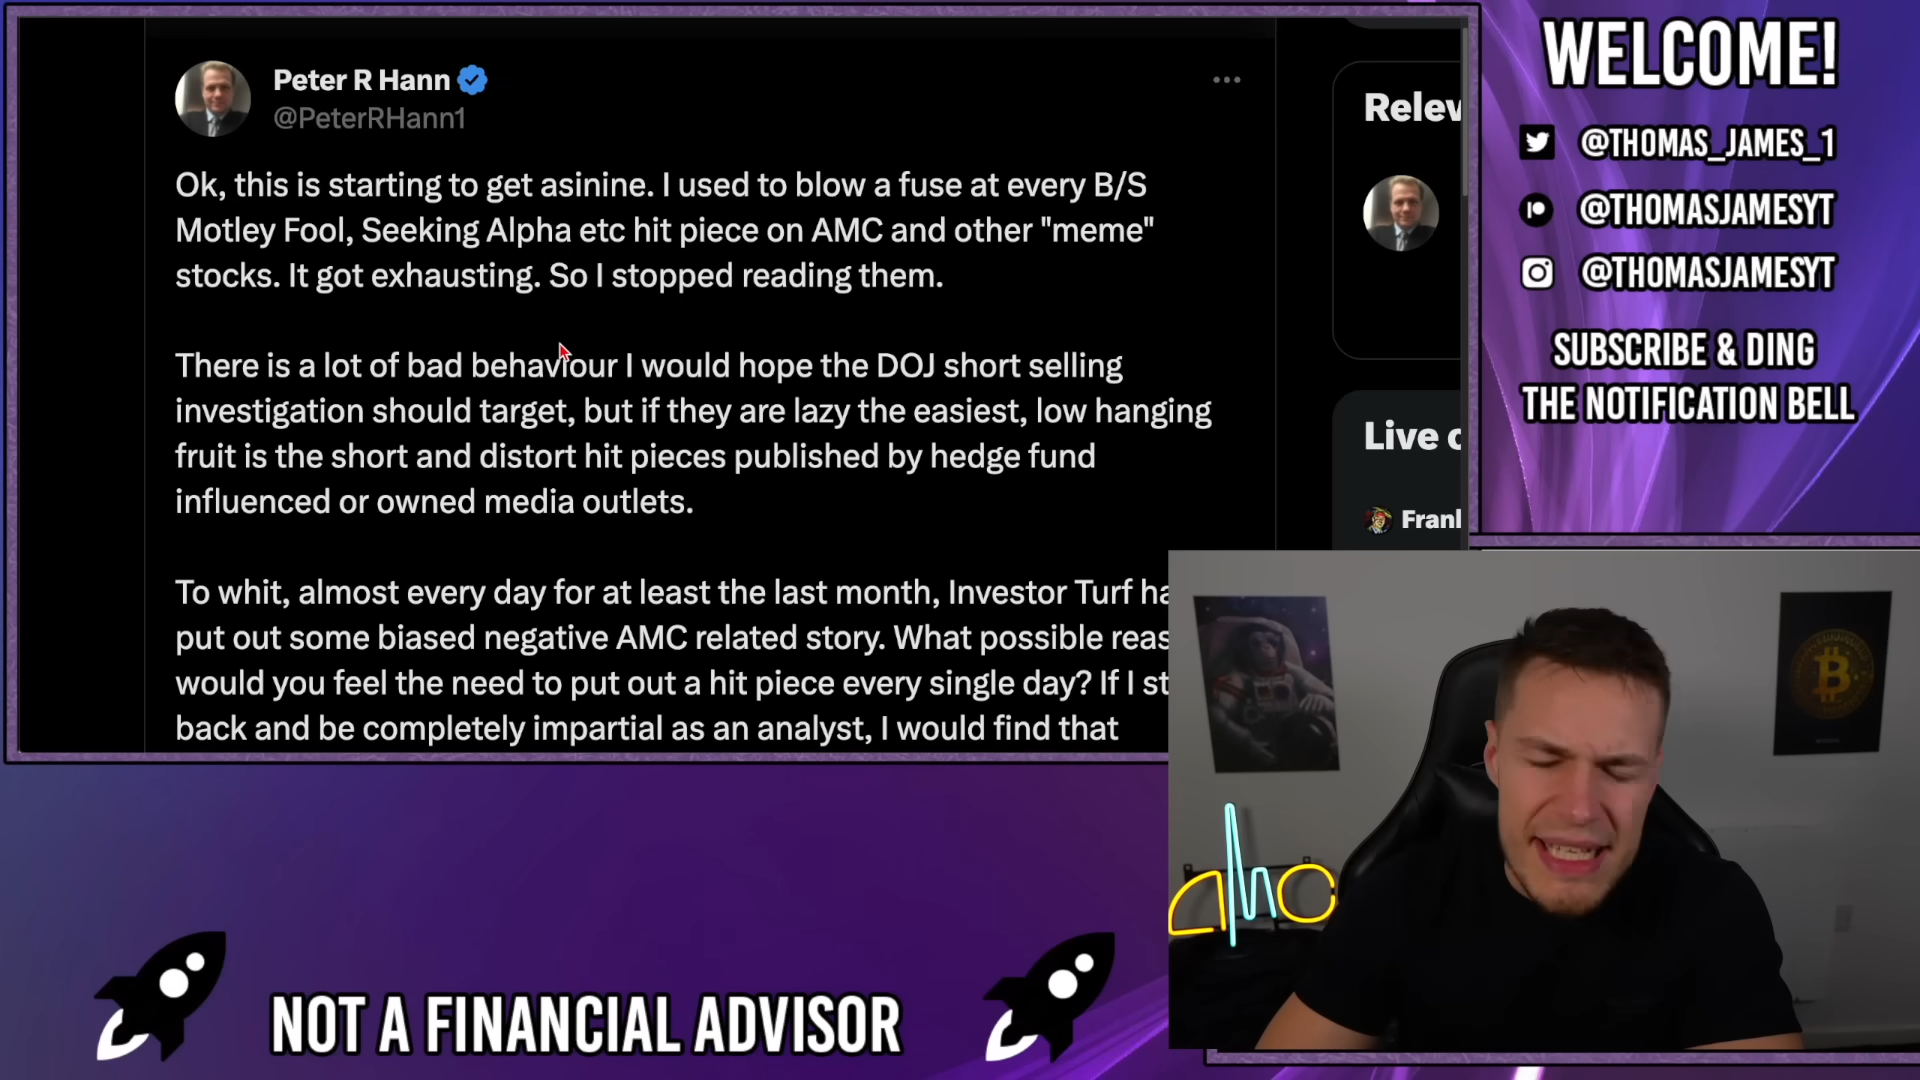 Peter R Hann
@PeterRHann1
Ok, this is starting to get asinine. I used to blow a fuse at every B/S
Motley Fool, Seeking Alpha etc hit piece on AMC and other "meme"
stocks. It got exhausting. So I stopped reading them.
There is a lot of bad behaviour I would hope the DOJ short selling
investigation should target, but if they are lazy the easiest, low hanging
fruit is the short and distort hit pieces published by hedge fund
influenced or owned media outlets.
To whit, almost every day for at least the last month, Investor Turf ha
put out some biased negative AMC related story. What possible reas
would you feel the need to put out a hit piece every single day? If I st
back and be completely impartial as an analyst, I would find that
Relev
Live o
Frank
WELCOME!
@THOMAS_JAMES_1
@THOMASJAMESYT
@THOMASJAMESYT
SUBSCRIBE & DING
THE NOTIFICATION BELL
NOT A FINANCIAL ADVISOR